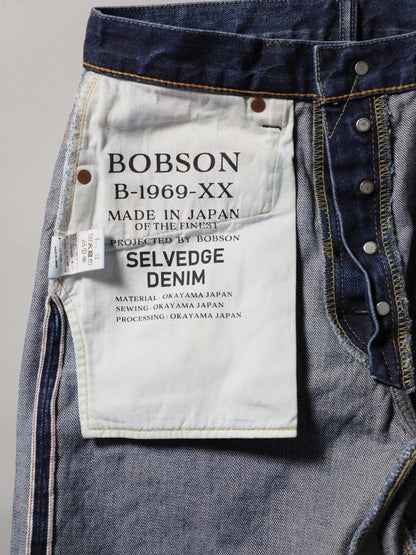 BOBSON
B-1969-XX
MADE IN JAPAN
OF THE FINEST
PROJECTED BY BOBSON
SELVEDGE
DENIM
MATERIAL · OKAYAMA JAPAN
SEWING · OKAYAMA JAPAN
PROCESSING · OKAYAMA JAPAN